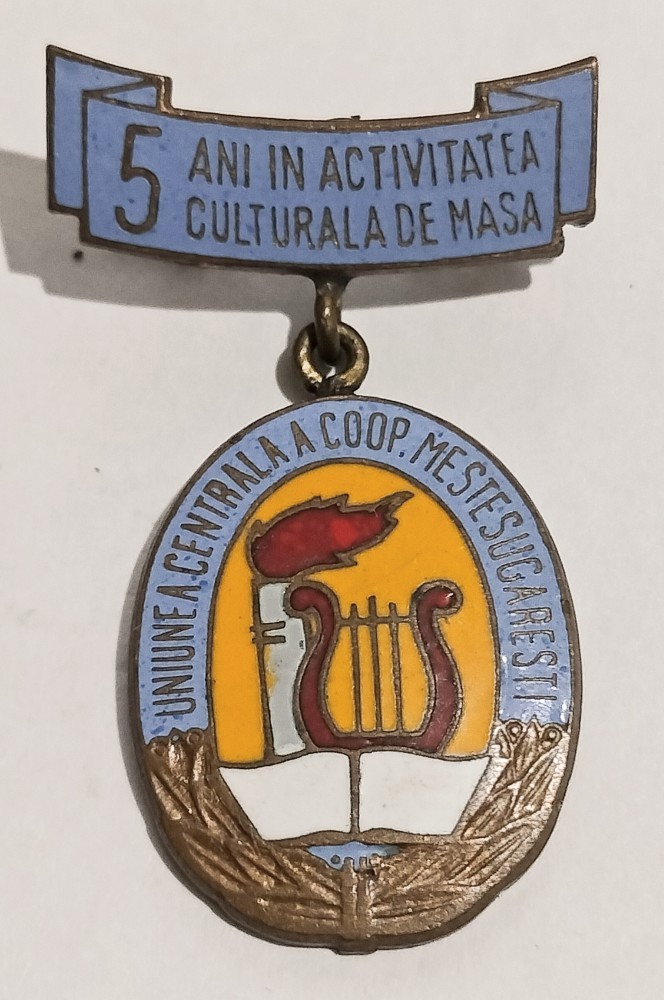 5 ANI IN ACTIVITATEA
CULTURALA DE MASA
UNIUNEA CENTRALA A COOP. MESTESUGARESTI